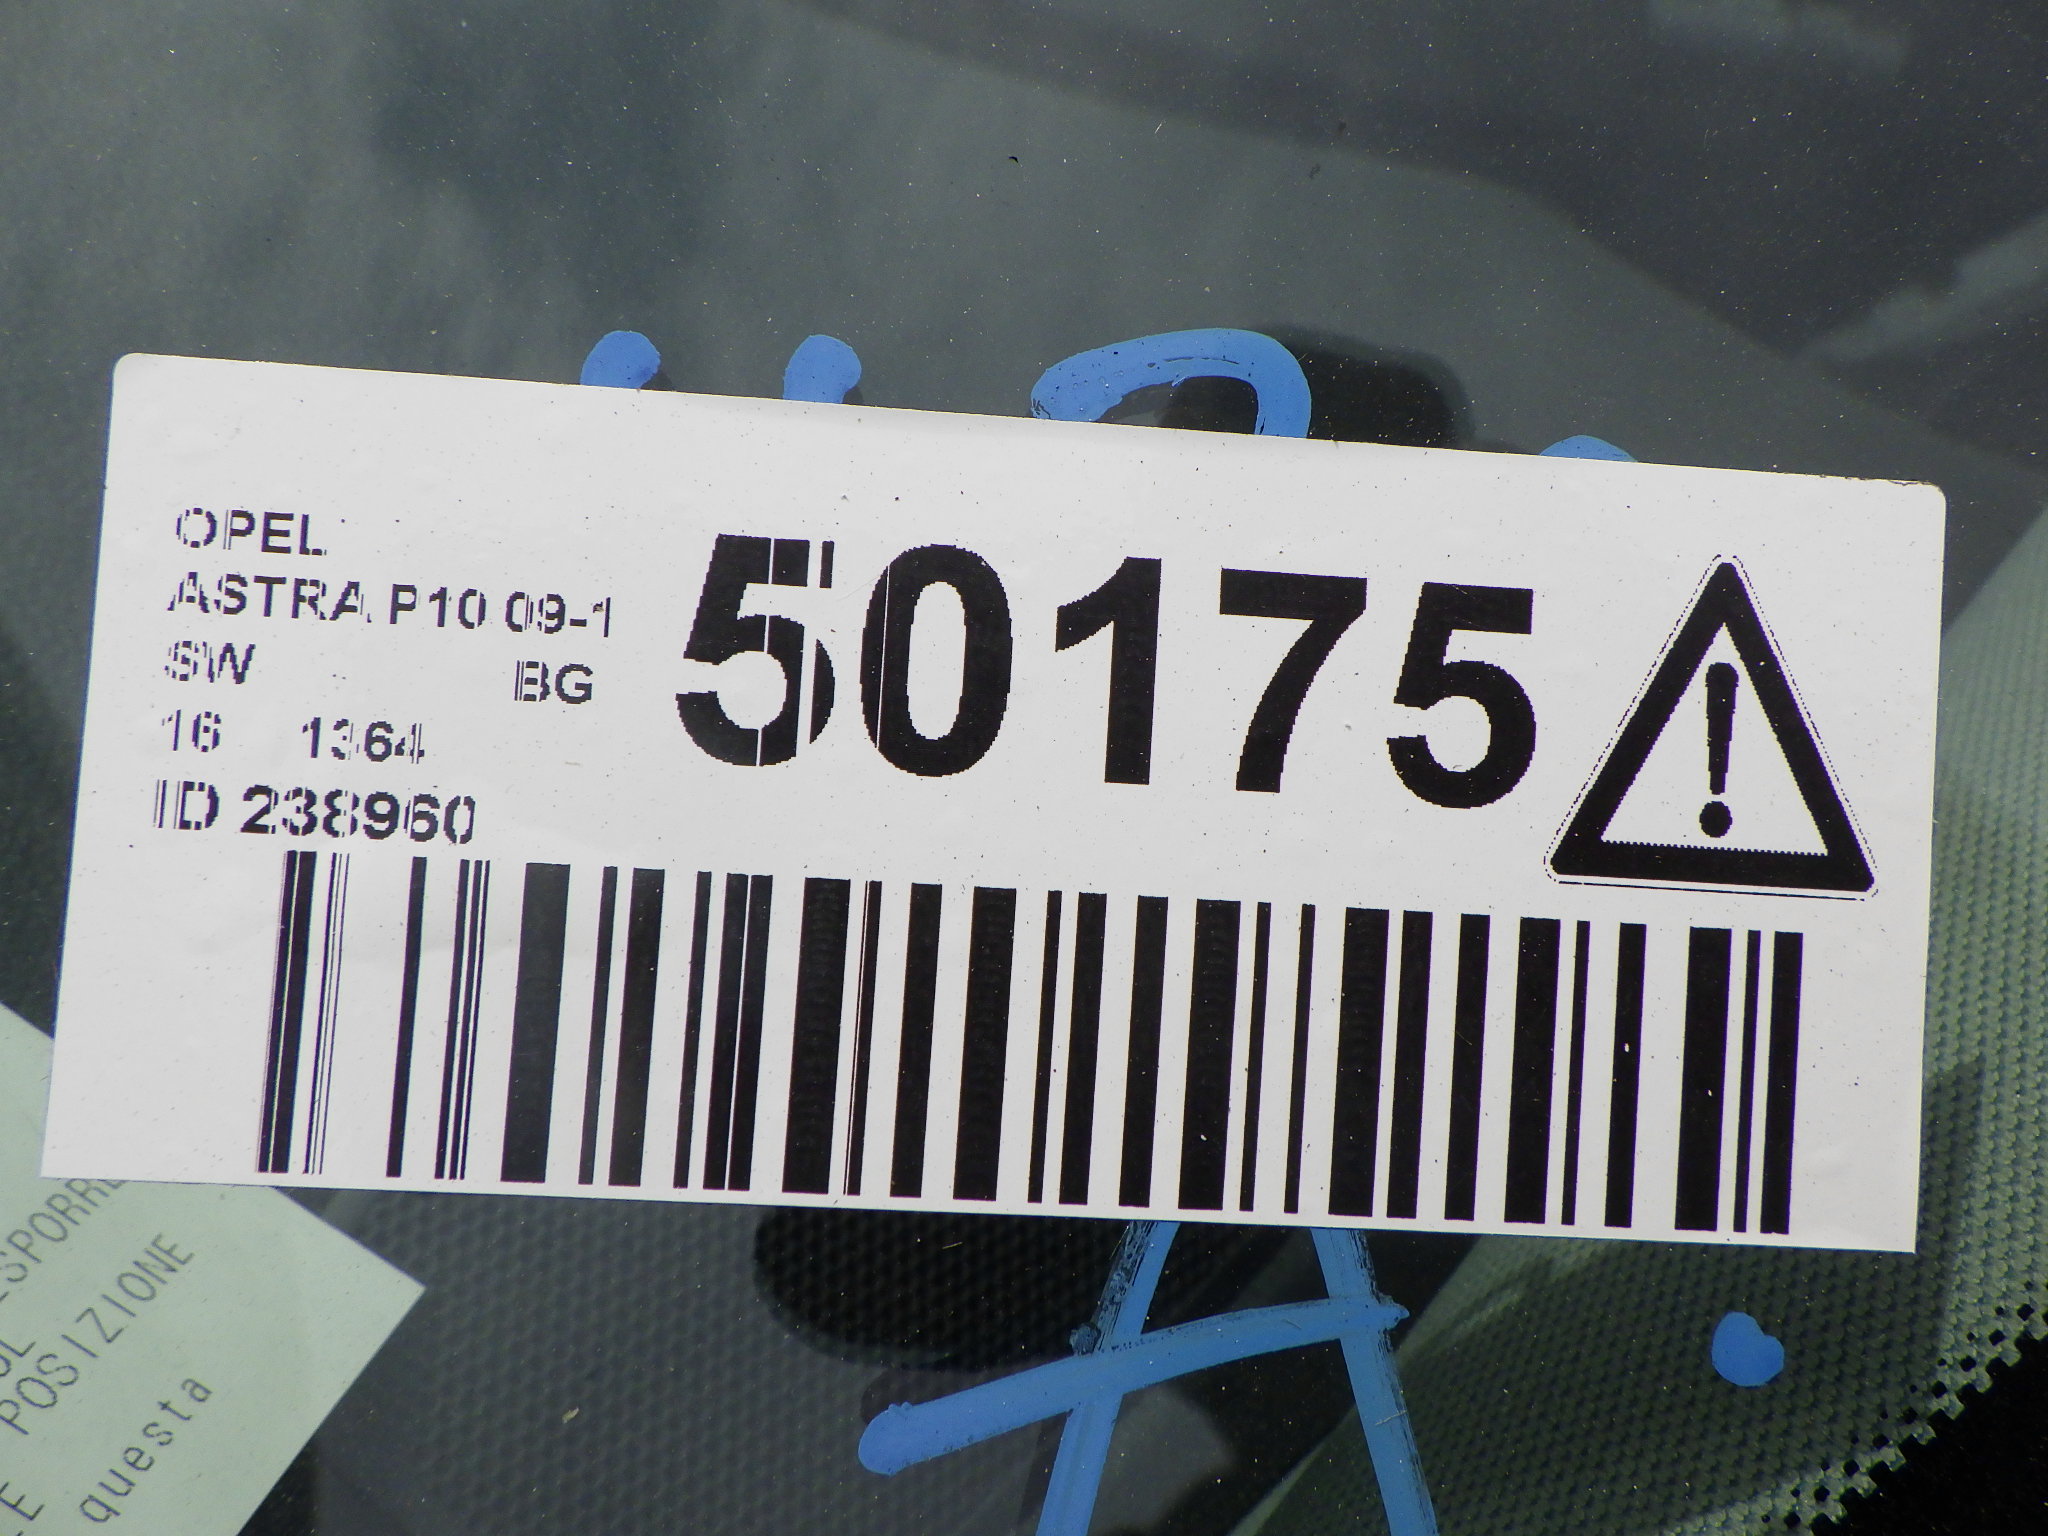 OPEL
ASTRA P10 09-1
SW BG
16 1364
ID 238960
50175
!
POSIZIONE
questa
A